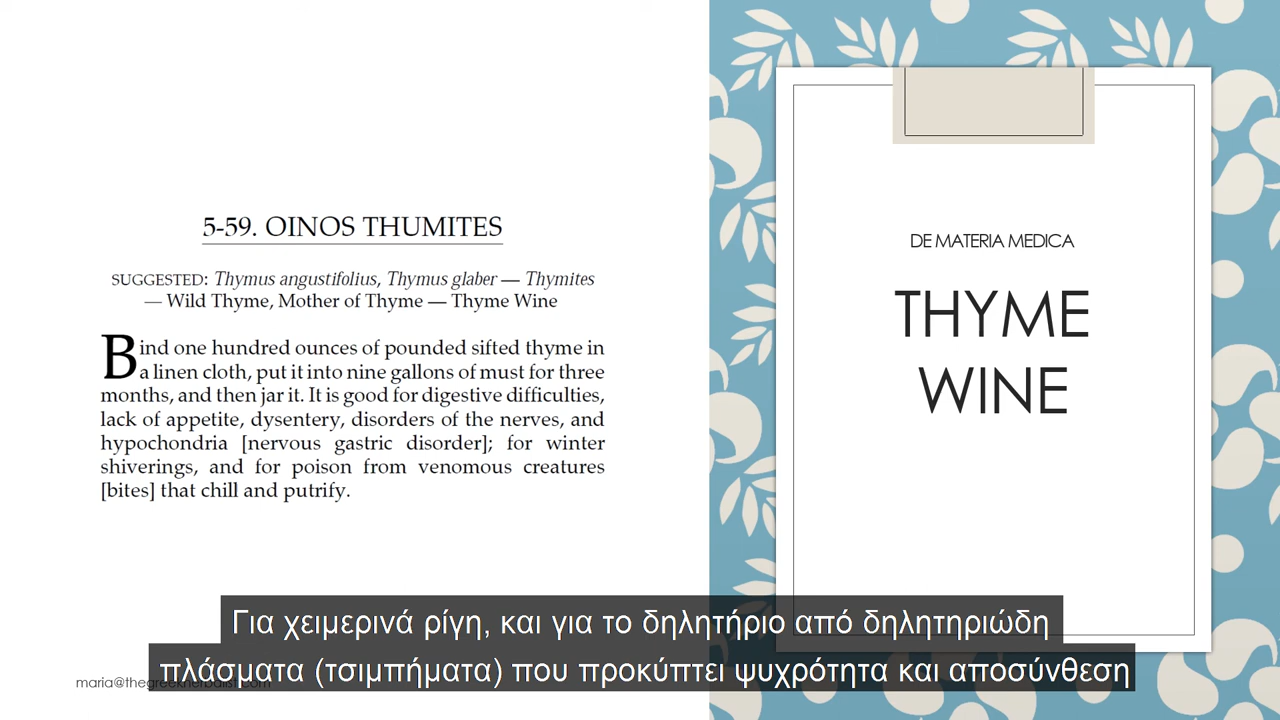 5-59. OINOS THUMITES
SUGGESTED: Thymus angustifolius, Thymus glaber — Thymites
— Wild Thyme, Mother of Thyme — Thyme Wine
Bind one hundred ounces of pounded sifted thyme in
a linen cloth, put it into nine gallons of must for three
months, and then jar it. It is good for digestive difficulties,
lack of appetite, dysentery, disorders of the nerves, and
hypochondria [nervous gastric disorder]; for winter
shiverings, and for poison from venomous creatures
[bites] that chill and putrify.
DE MATERIA MEDICA
THYME
WINE
Για χειμερινά ρίγη, και για το δηλητήριο από δηλητηριώδη
πλάσματα (τσιμπήματα) που προκύπτει ψυχρότητα και αποσύνθεση
maria@thegreekherbalist.com